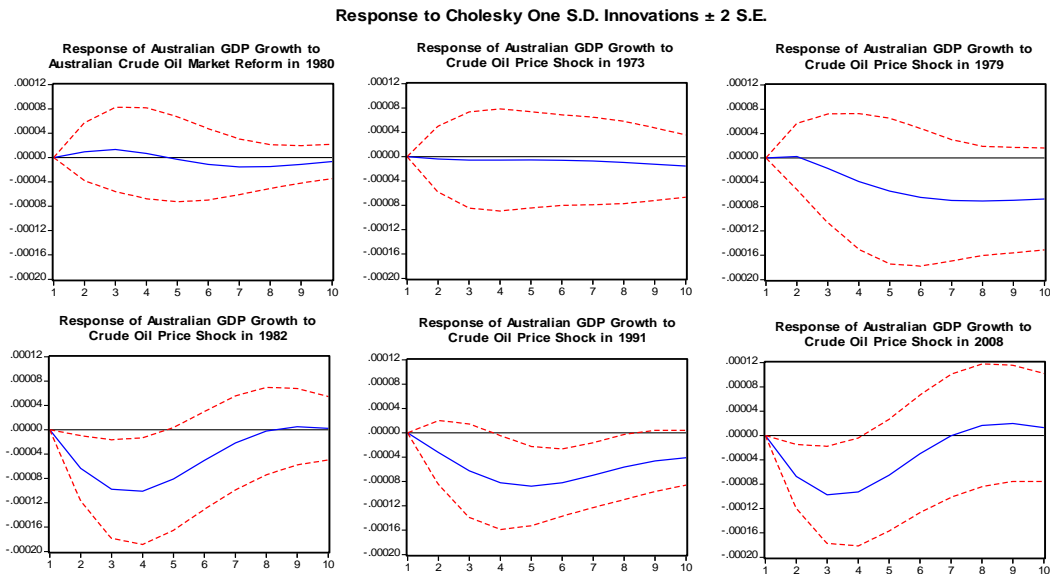 Response to Cholesky One S.D. Innovations ± 2 S.E.
Response of Australian GDP Growth to
Australian Crude Oil Market Reform in 1980
.00012
.00008
.00004
.00000
-.00004
-.00008
-.00012
-.00016
-.00020
1 2 3 4 5 6 7 8 9 10
Response of Australian GDP Growth to
Crude Oil Price Shock in 1973
.00012
.00008
.00004
.00000
-.00004
-.00008
-.00012
-.00016
-.00020
1 2 3 4 5 6 7 8 9 10
Response of Australian GDP Growth to
Crude Oil Price Shock in 1979
.00012
.00008
.00004
.00000
-.00004
-.00008
-.00012
-.00016
-.00020
1 2 3 4 5 6 7 8 9 10
Response of Australian GDP Growth to
Crude Oil Price Shock in 1982
.00012
.00008
.00004
.00000
-.00004
-.00008
-.00012
-.00016
-.00020
1 2 3 4 5 6 7 8 9 10
Response of Australian GDP Growth to
Crude Oil Price Shock in 1991
.00012
.00008
.00004
.00000
-.00004
-.00008
-.00012
-.00016
-.00020
1 2 3 4 5 6 7 8 9 10
Response of Australian GDP Growth to
Crude Oil Price Shock in 2008
.00012
.00008
.00004
.00000
-.00004
-.00008
-.00012
-.00016
-.00020
1 2 3 4 5 6 7 8 9 10